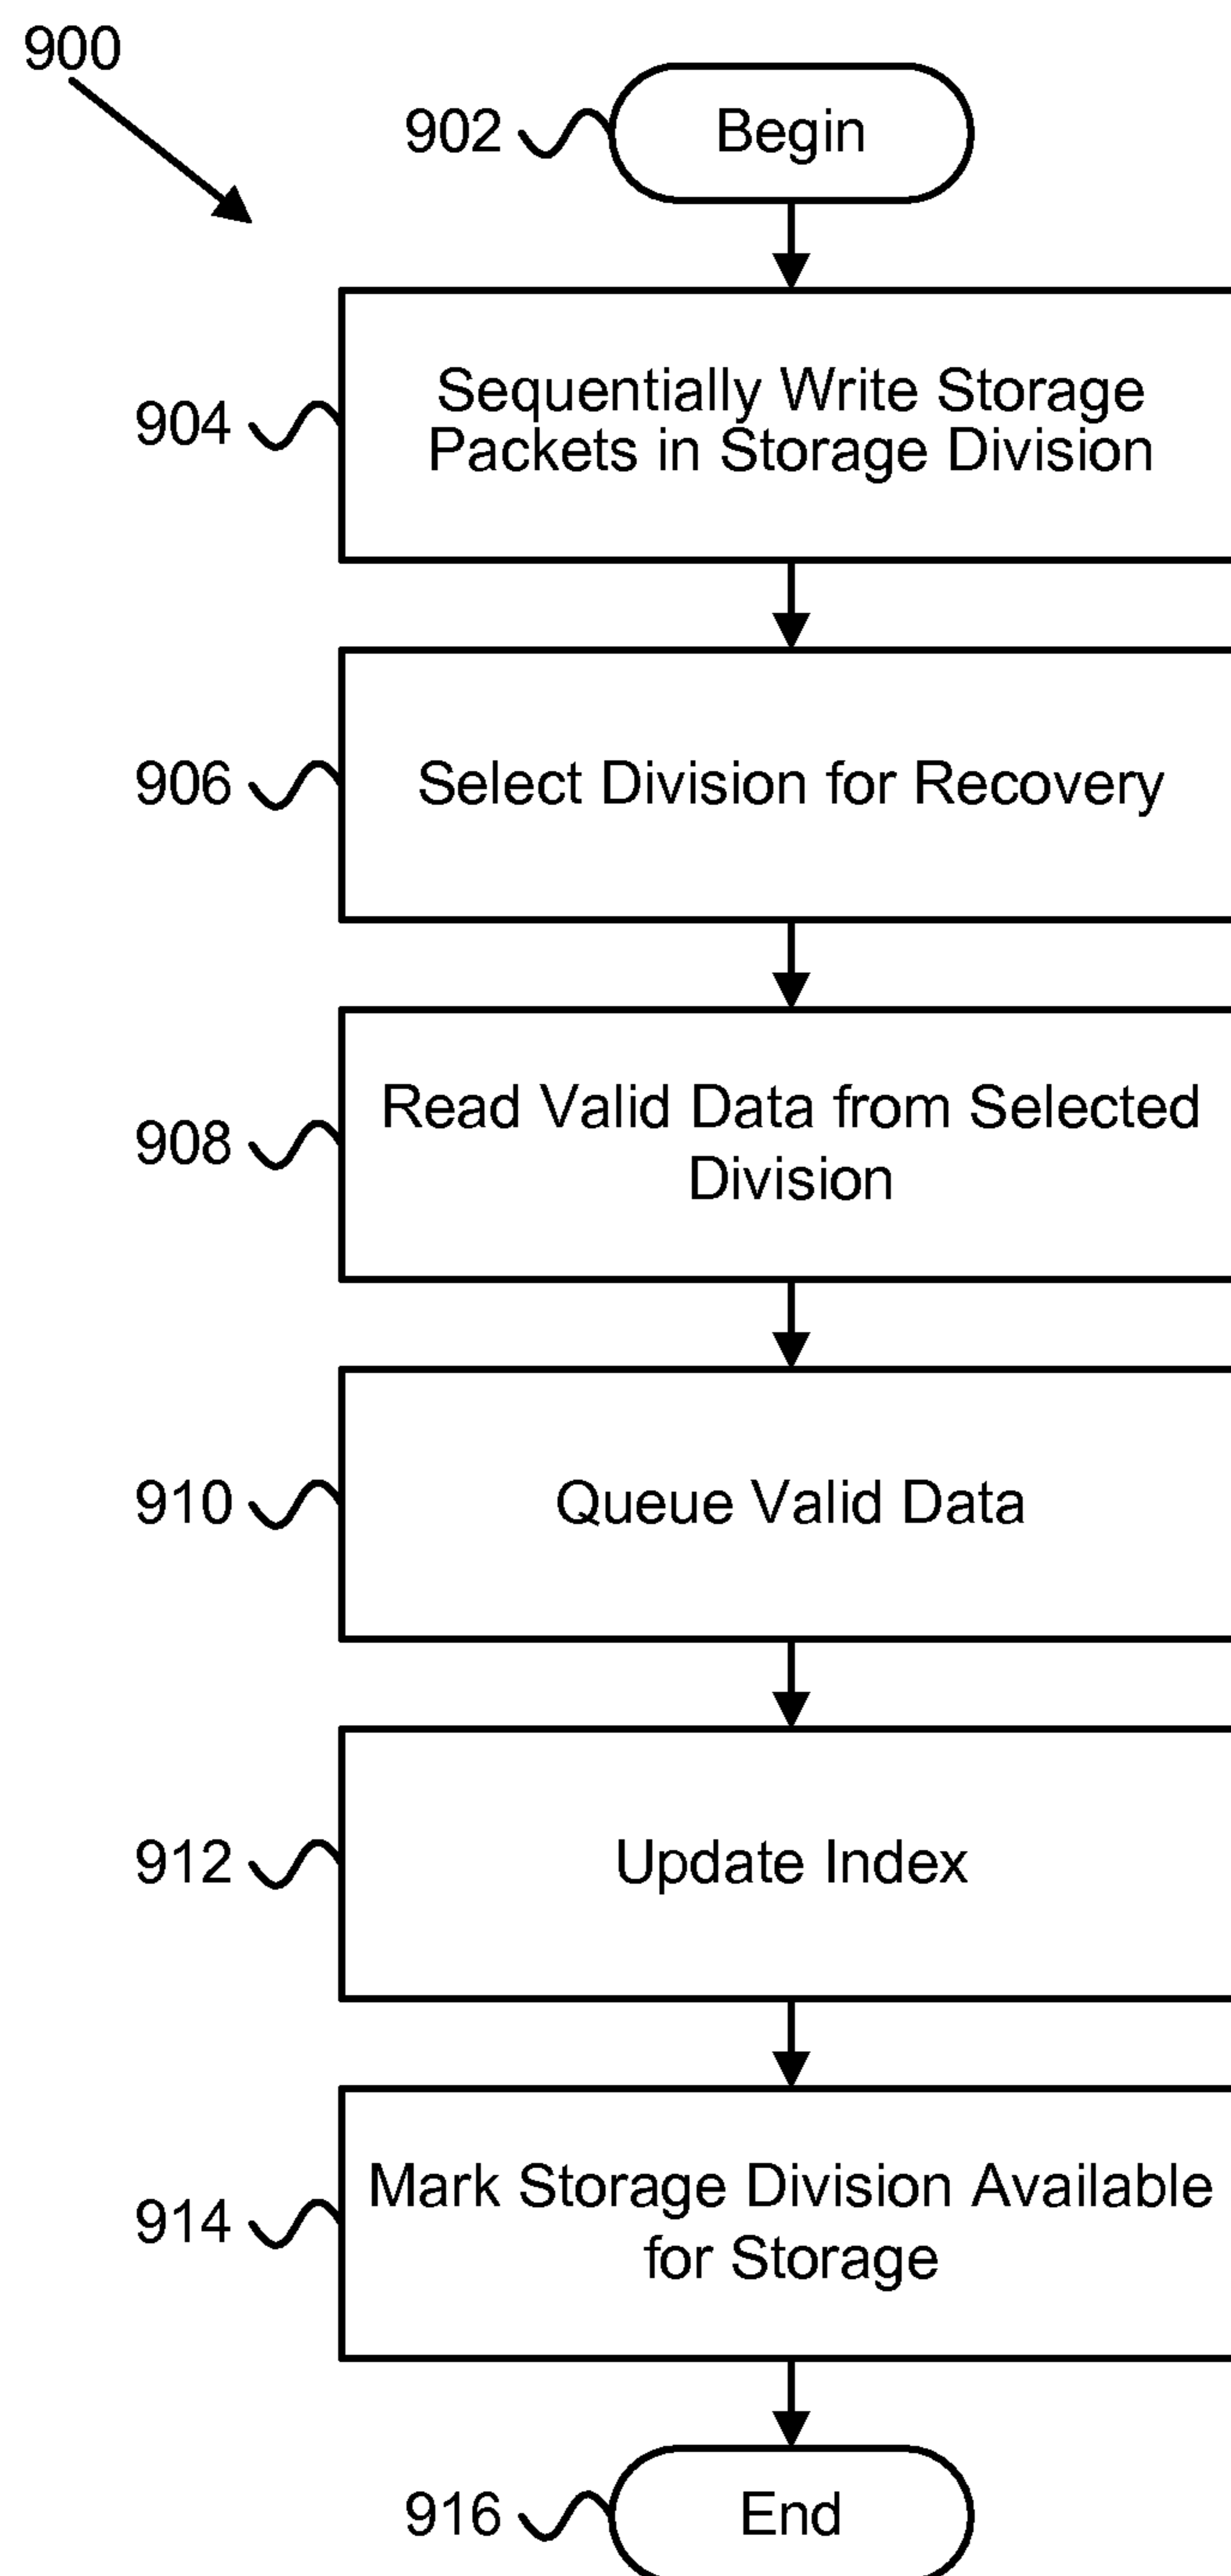 900
902
Begin
904
Sequentially Write Storage
Packets in Storage Division
906
Select Division for Recovery
908
Read Valid Data from Selected
Division
910
Queue Valid Data
912
Update Index
914
Mark Storage Division Available
for Storage
916
End